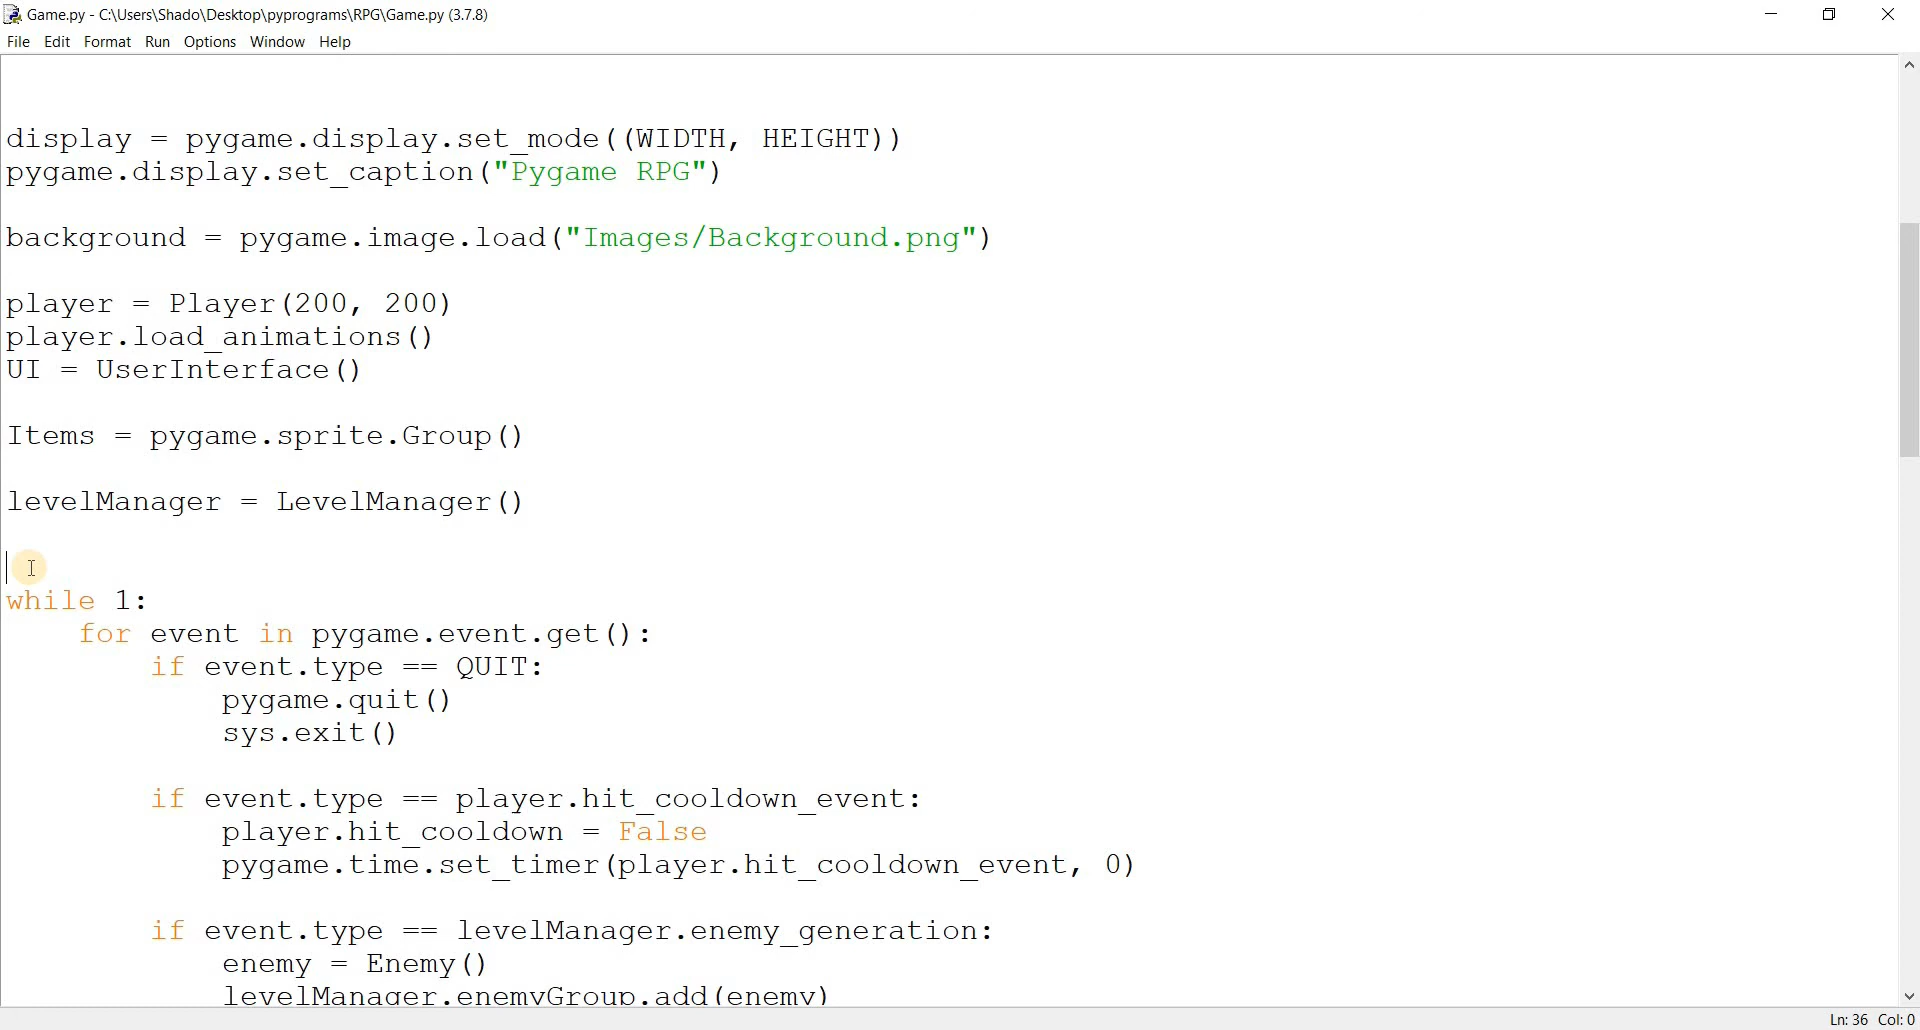 Game.py - C:\Users\Shado\Desktop\pyprograms\RPG\Game.py (3.7.8)
File Edit Format Run Options Window Help
display = pygame.display.set_mode((WIDTH, HEIGHT))
pygame.display.set_caption("Pygame RPG")
background = pygame.image.load("Images/Background.png")
player = Player(200, 200)
player.load_animations()
UI = UserInterface()
Items = pygame.sprite.Group()
levelManager = LevelManager()
while 1:
for event in pygame.event.get():
if event.type == QUIT:
pygame.quit()
sys.exit()
if event.type == player.hit_cooldown_event:
player.hit_cooldown = False
pygame.time.set_timer(player.hit_cooldown_event, 0)
if event.type == levelManager.enemy_generation:
enemy = Enemy()
levelManager.enemyGroup.add(enemy)
Ln: 36 Col: 0